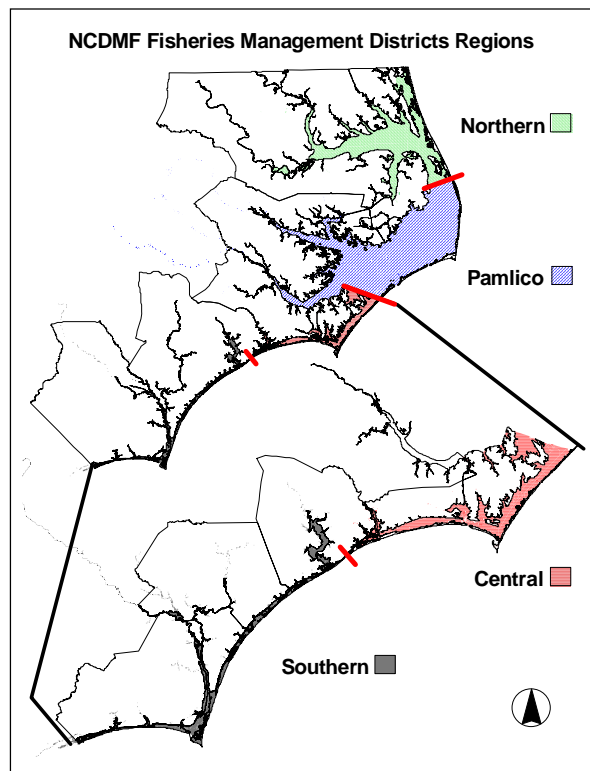 NCDMF Fisheries Management Districts Regions
Northern
Pamlico
Central
Southern